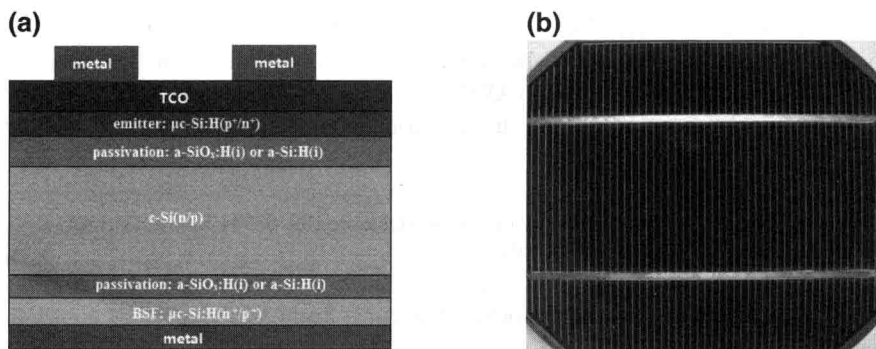 (a)
metal metal
TCO
emitter: μc-Si:H(p⁺/n⁺)
passivation: a-SiOₓ:H(i) or a-Si:H(i)
c-Si(n/p)
passivation: a-SiOₓ:H(i) or a-Si:H(i)
BSF: μc-Si:H(n⁺/p⁺)
metal
(b)